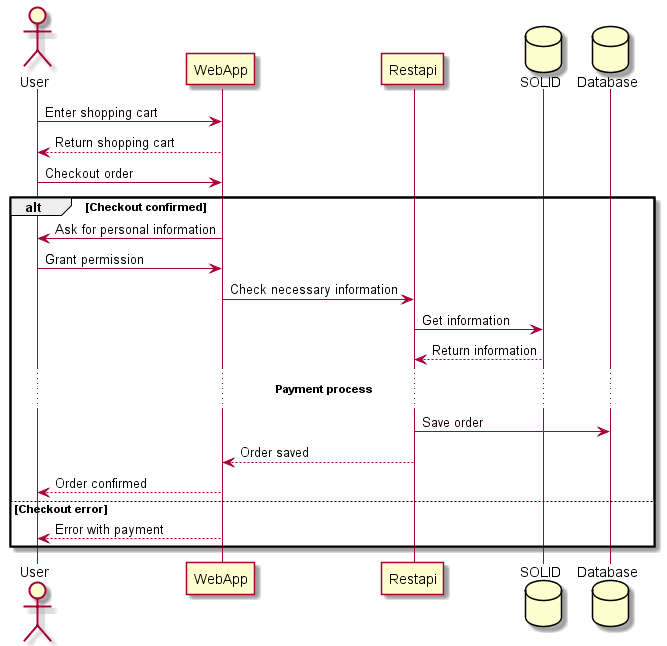 User
WebApp
Restapi
SOLID
Database
Enter shopping cart
Return shopping cart
Checkout order
alt
[Checkout confirmed]
Ask for personal information
Grant permission
Check necessary information
Get information
Return information
Payment process
Save order
Order saved
Order confirmed
[Checkout error]
Error with payment
User
WebApp
Restapi
SOLID
Database